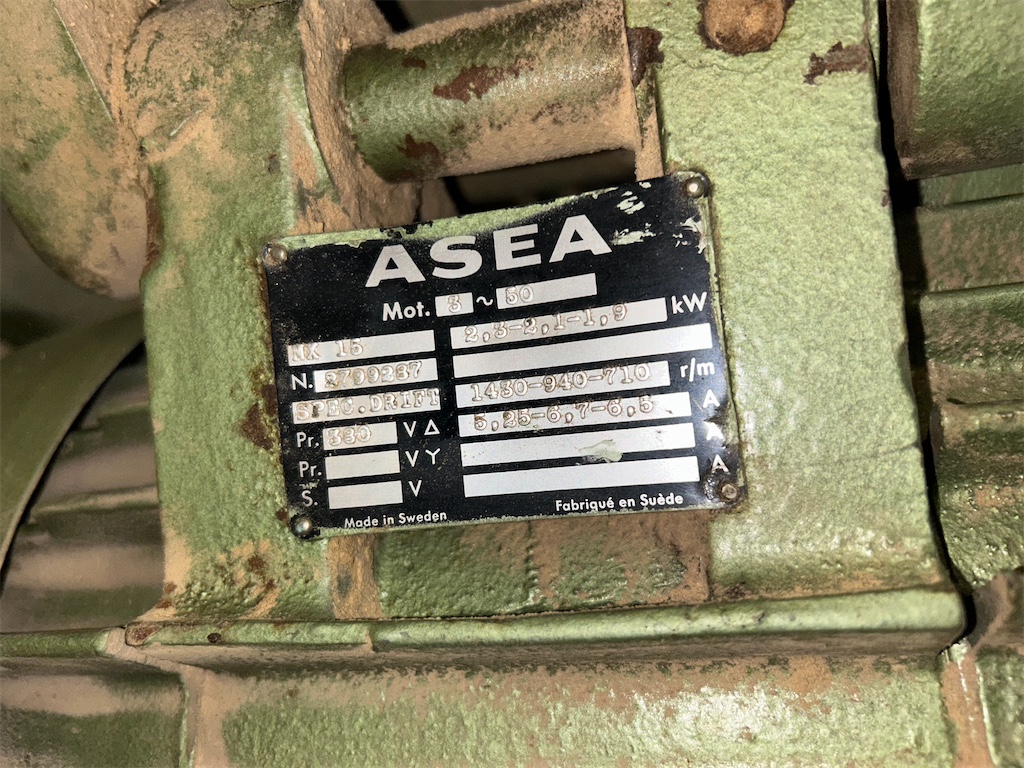 ASEA
Mot. 3 ~ 50
MK 15 2,3-2,1-1,9 kW
N. 2799287
SPEC.DRIFT 1430-940-710 r/m
Pr. 380 V Δ 5,25-6,7-6,5 A
Pr. V Y A
S. V A
Made in Sweden Fabriqué en Suède